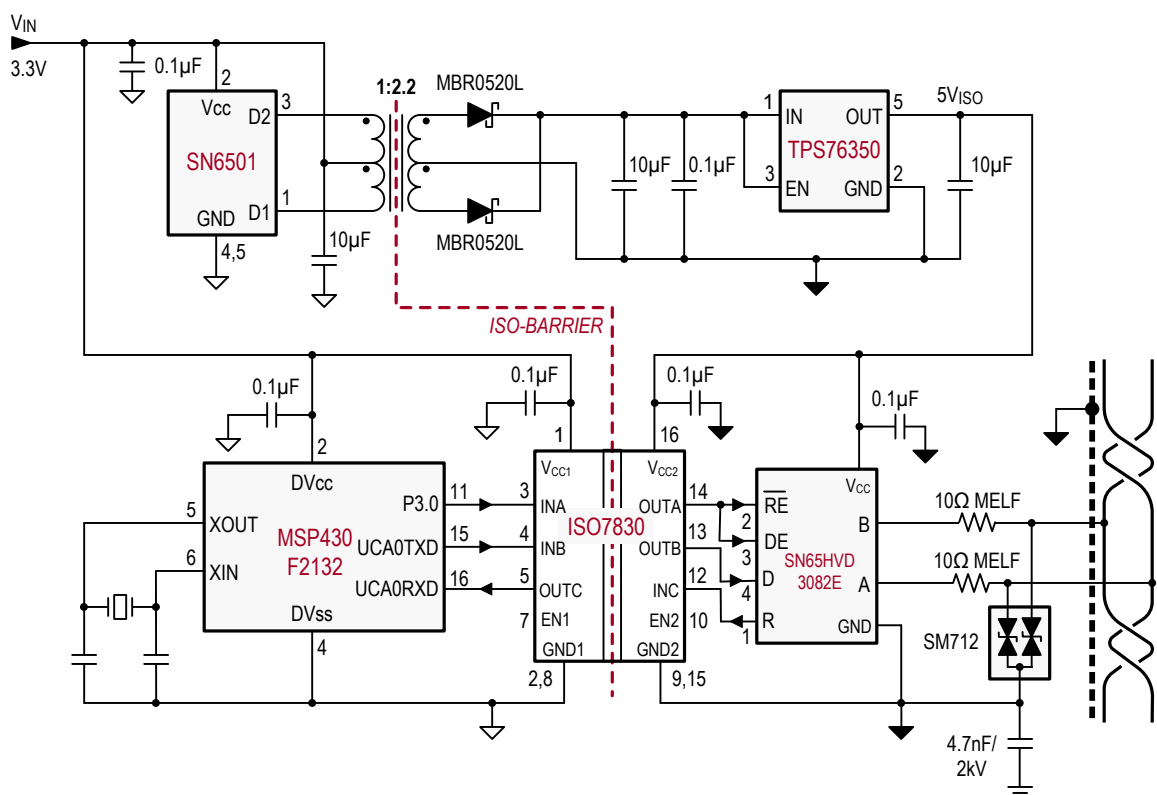 VIN
3.3V
0.1µF
2
Vcc
3
D2
SN6501
D1
1
GND
4,5
10µF
1:2.2
MBR0520L
MBR0520L
10µF
0.1µF
1
IN
OUT
5
TPS76350
3
EN
GND
2
5VISO
10µF
ISO-BARRIER
0.1µF
2
DVcc
5
XOUT
6
XIN
MSP430
F2132
P3.0
11
UCA0TXD
15
UCA0RXD
16
DVss
4
0.1µF
1
VCC1
3
INA
4
INB
5
OUTC
7
EN1
GND1
2,8
ISO7830
0.1µF
16
VCC2
OUTA
14
OUTB
13
INC
12
EN2
10
GND2
9,15
0.1µF
VCC
RE
2
DE
3
D
4
R
1
SN65HVD
3082E
B
A
GND
10Ω MELF
10Ω MELF
SM712
4.7nF/
2kV